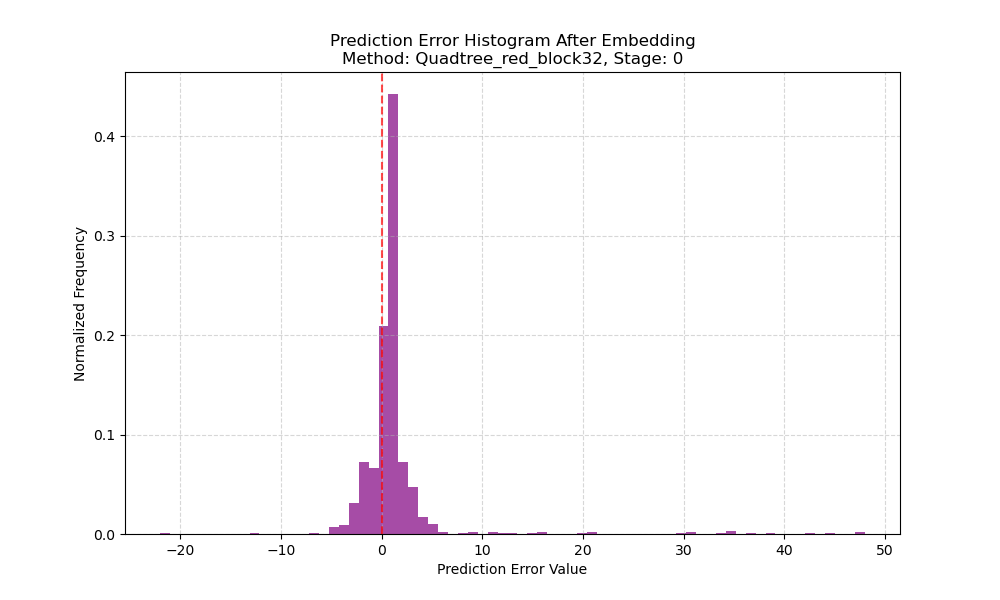 Prediction Error Histogram After Embedding
Method: Quadtree_red_block32, Stage: 0
Normalized Frequency
0.4
0.3
0.2
0.1
0.0
−20 −10 0 10 20 30 40 50
Prediction Error Value